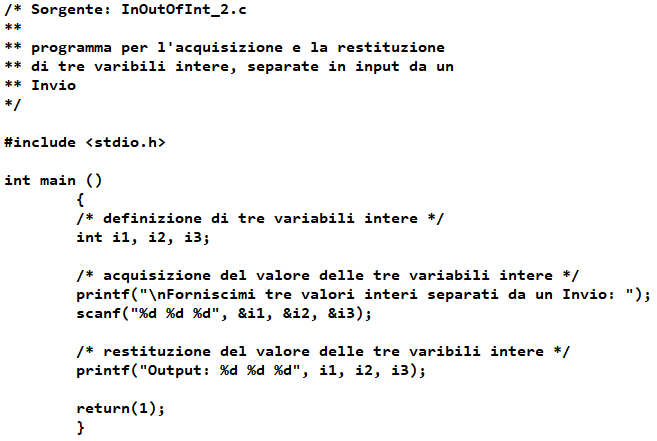 /* Sorgente: InOutOfInt_2.c
**
** programma per l'acquisizione e la restituzione
** di tre varibili intere, separate in input da un
** Invio
*/
#include <stdio.h>
int main ()
{
/* definizione di tre variabili intere */
int i1, i2, i3;
/* acquisizione del valore delle tre variabili intere */
printf("\nForniscimi tre valori interi separati da un Invio: ");
scanf("%d %d %d", &i1, &i2, &i3);
/* restituzione del valore delle tre varibili intere */
printf("Output: %d %d %d", i1, i2, i3);
return(1);
}